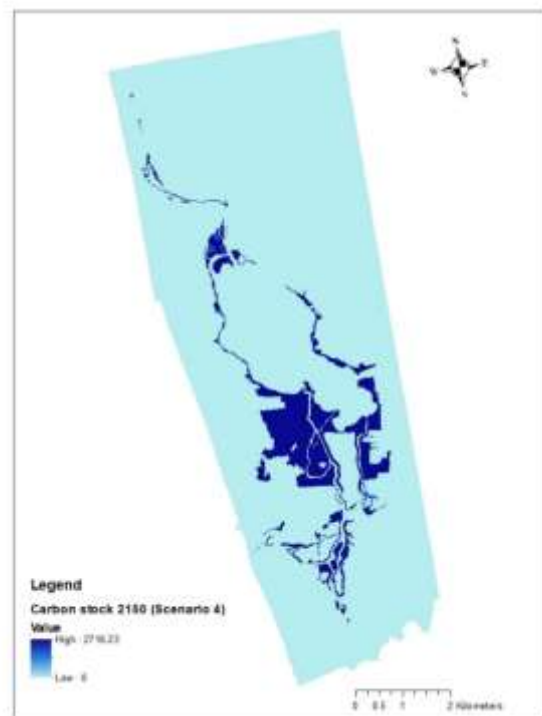 N
W
S
Legend
Carbon stock 2150 (Scenario 4)
Value
High : 2716.23
Low : 0
0 0.5 1 2 Kilometers